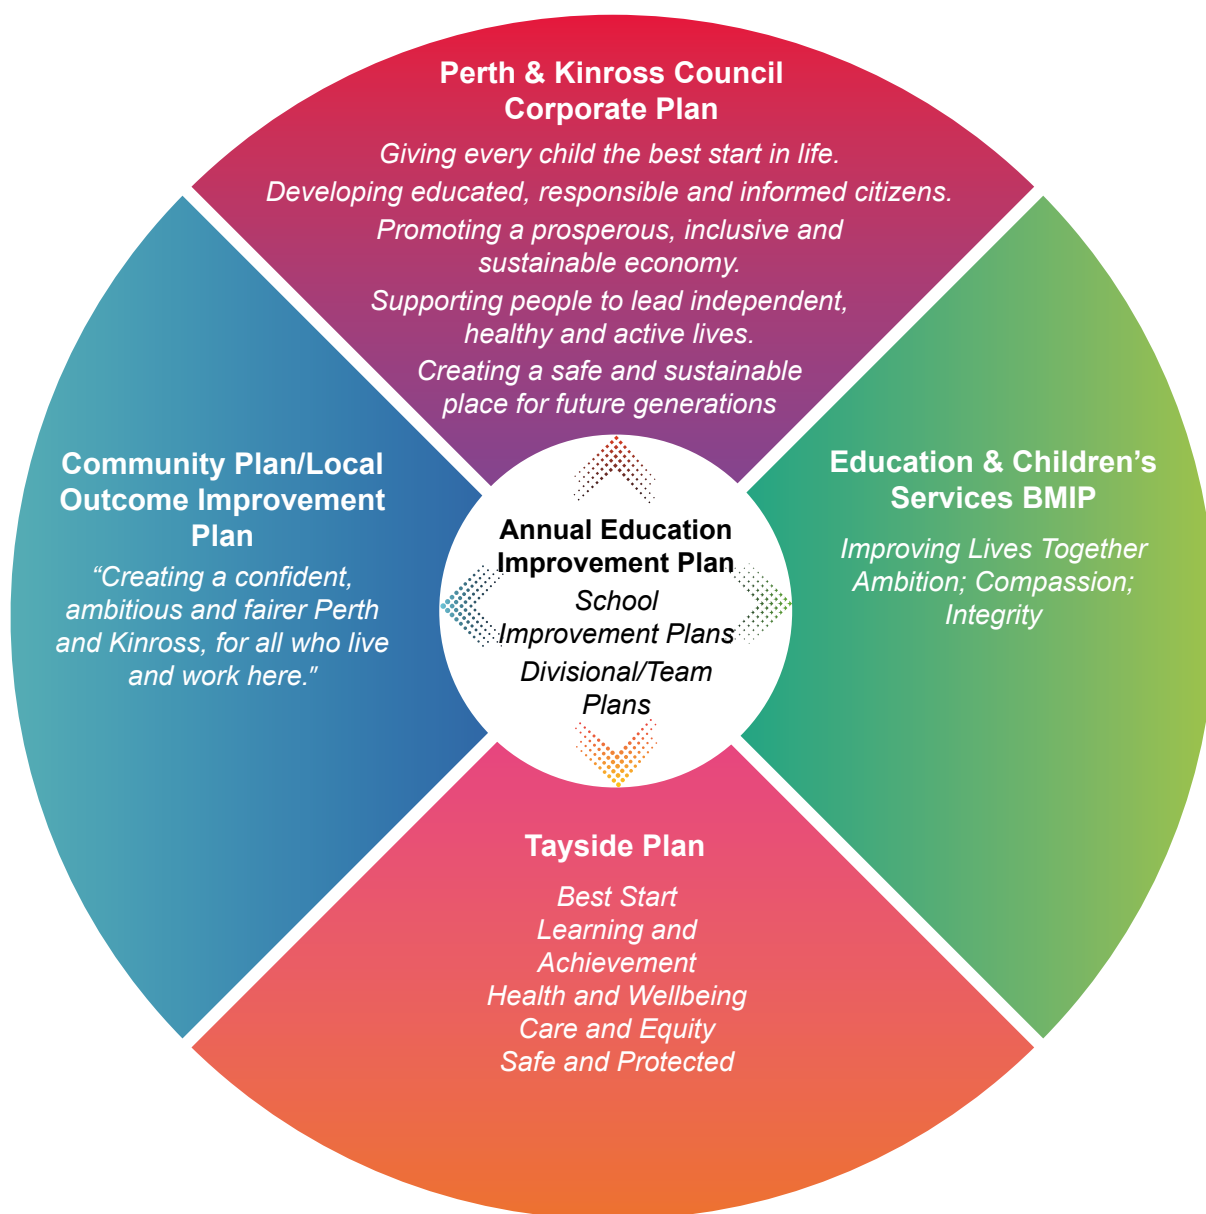 Perth & Kinross Council
Corporate Plan
Giving every child the best start in life.
Developing educated, responsible and informed citizens.
Promoting a prosperous, inclusive and
sustainable economy.
Supporting people to lead independent,
healthy and active lives.
Creating a safe and sustainable
place for future generations
Community Plan/Local
Outcome Improvement
Plan
“Creating a confident,
ambitious and fairer Perth
and Kinross, for all who live
and work here."
Annual Education
Improvement Plan
School
Improvement Plans
Divisional/Team
Plans
Education & Children’s
Services BMIP
Improving Lives Together
Ambition; Compassion;
Integrity
Tayside Plan
Best Start
Learning and
Achievement
Health and Wellbeing
Care and Equity
Safe and Protected